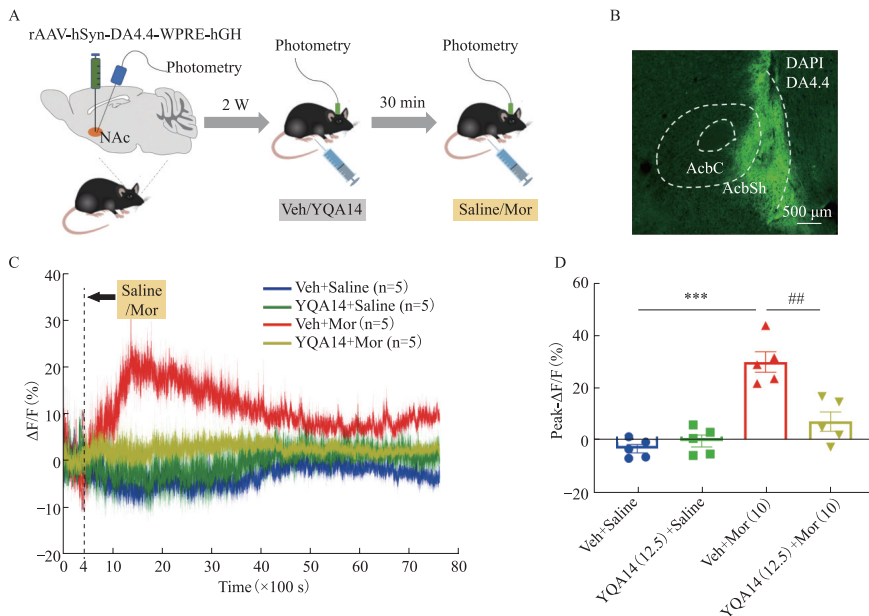 A
rAAV-hSyn-DA4.4-WPRE-hGH
Photometry
NAc
2 W
Photometry
Veh/YQA14
30 min
Photometry
Saline/Mor
B
DAPI
DA4.4
AcbC
AcbSh
500 μm
C
40
30
20
10
0
−10
−20
ΔF/F (%)
Saline
/Mor
Veh+Saline (n=5)
YQA14+Saline (n=5)
Veh+Mor (n=5)
YQA14+Mor (n=5)
0 4 10 20 30 40 50 60 70 80
Time (×100 s)
D
60
40
20
0
−20
Peak-ΔF/F (%)
***
##
Veh+Saline
YQA14 (12.5) +Saline
Veh+Mor (10)
YQA14 (12.5) +Mor (10)